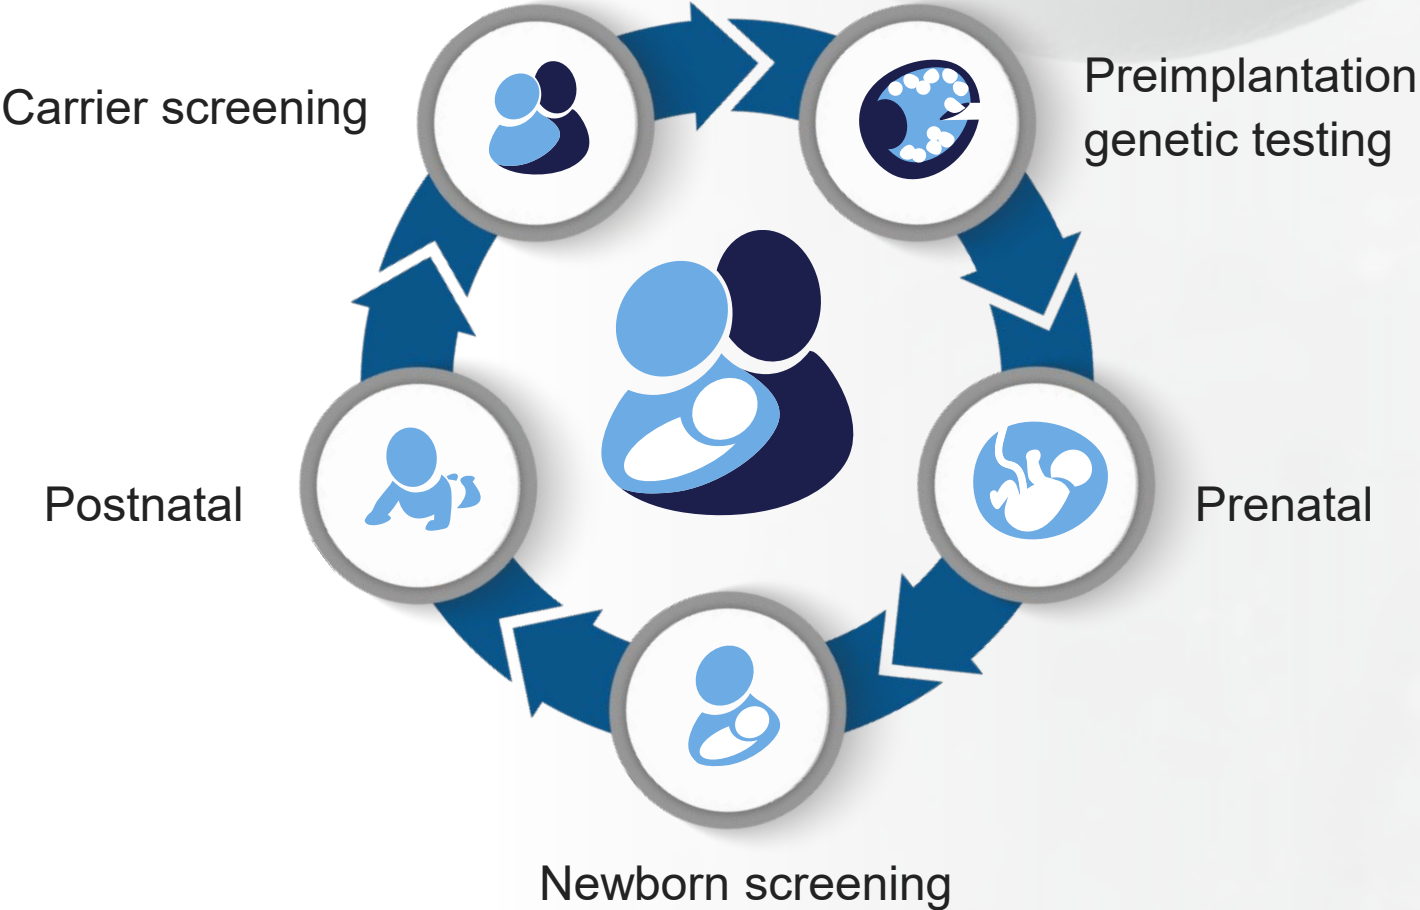 Carrier screening
Preimplantation
genetic testing
Postnatal
Prenatal
Newborn screening